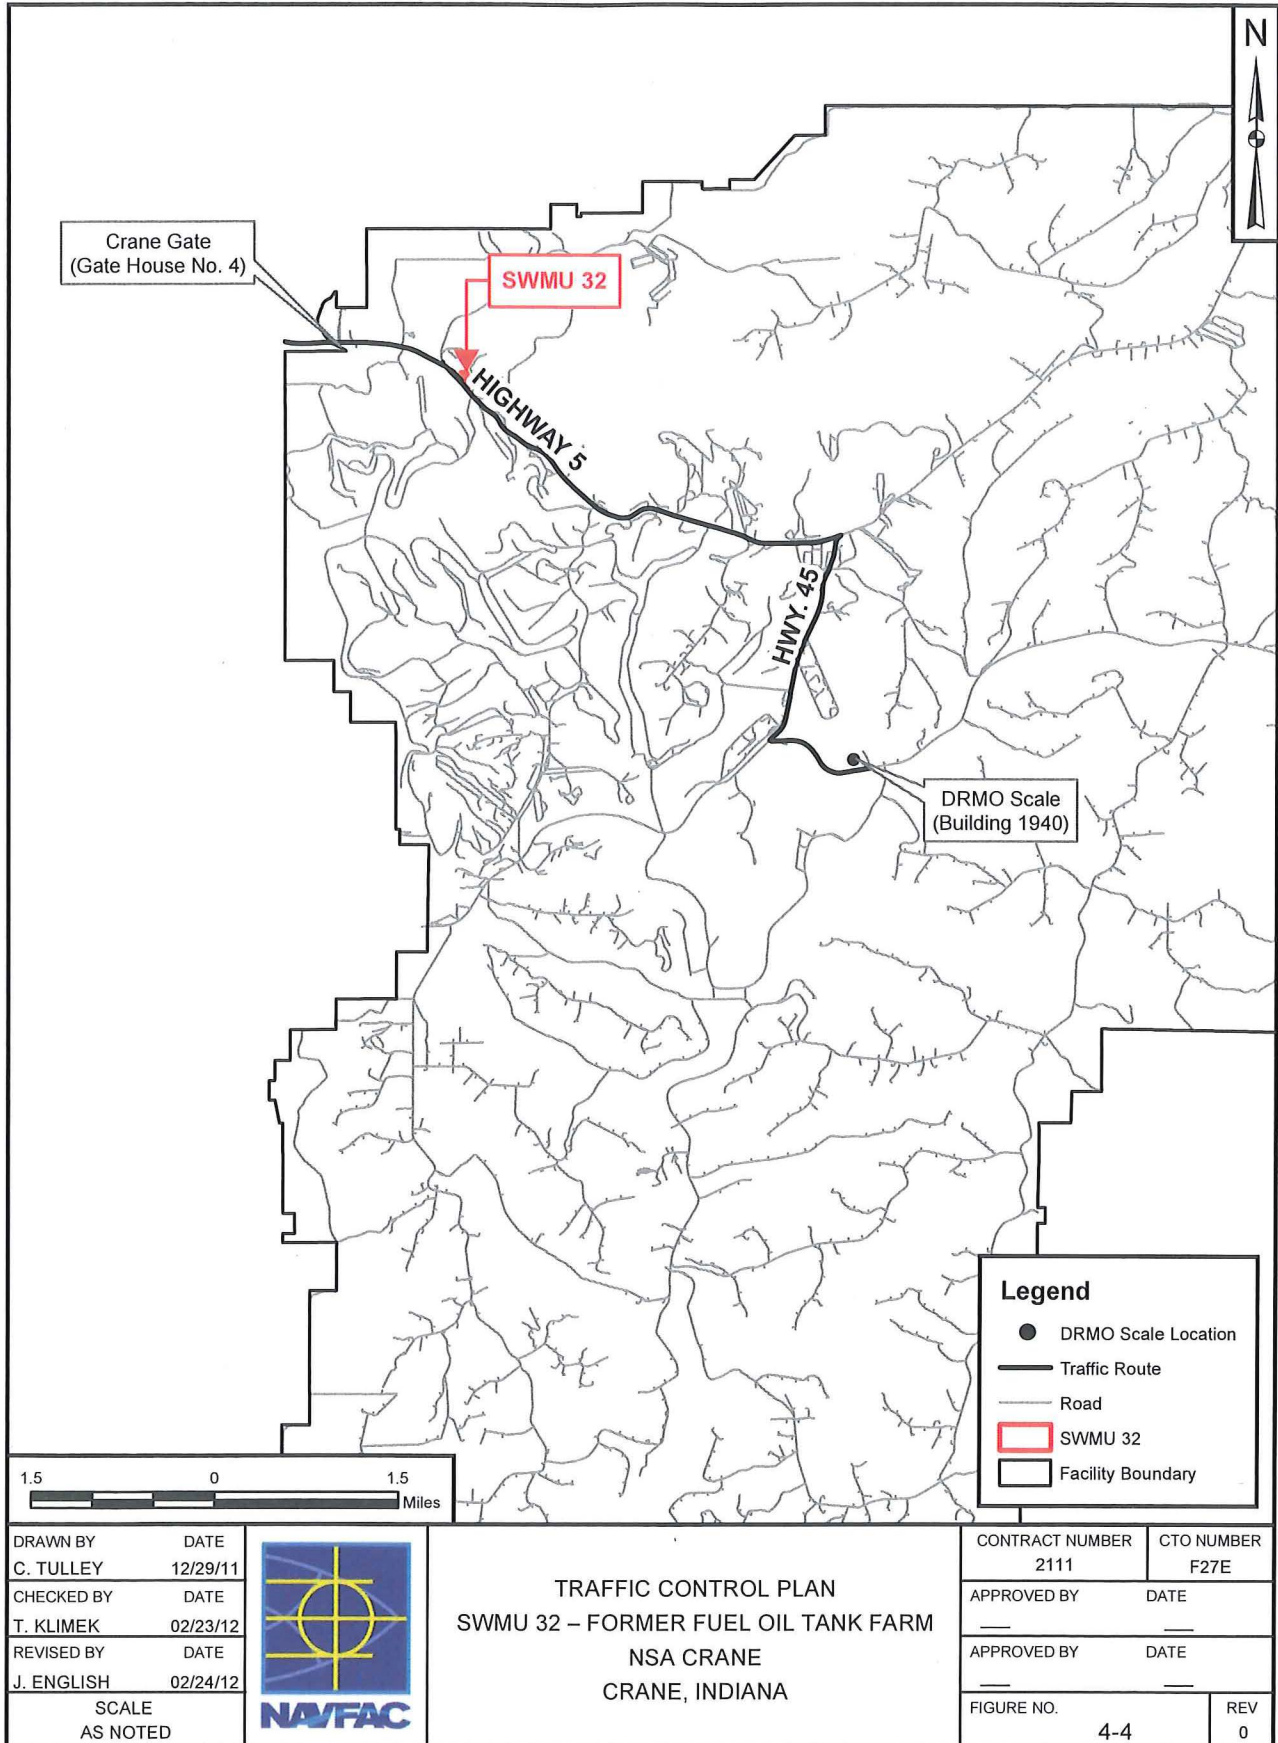 N
Crane Gate
(Gate House No. 4)
SWMU 32
HIGHWAY 5
HWY. 45
DRMO Scale
(Building 1940)
Legend
DRMO Scale Location
Traffic Route
Road
SWMU 32
Facility Boundary
1.5 0 1.5
Miles
DRAWN BY DATE
C. TULLEY 12/29/11
CHECKED BY DATE
T. KLIMEK 02/23/12
REVISED BY DATE
J. ENGLISH 02/24/12
SCALE
AS NOTED
NAVFAC
TRAFFIC CONTROL PLAN
SWMU 32 – FORMER FUEL OIL TANK FARM
NSA CRANE
CRANE, INDIANA
CONTRACT NUMBER
2111
CTO NUMBER
F27E
APPROVED BY DATE
APPROVED BY DATE
FIGURE NO.
4-4
REV
0